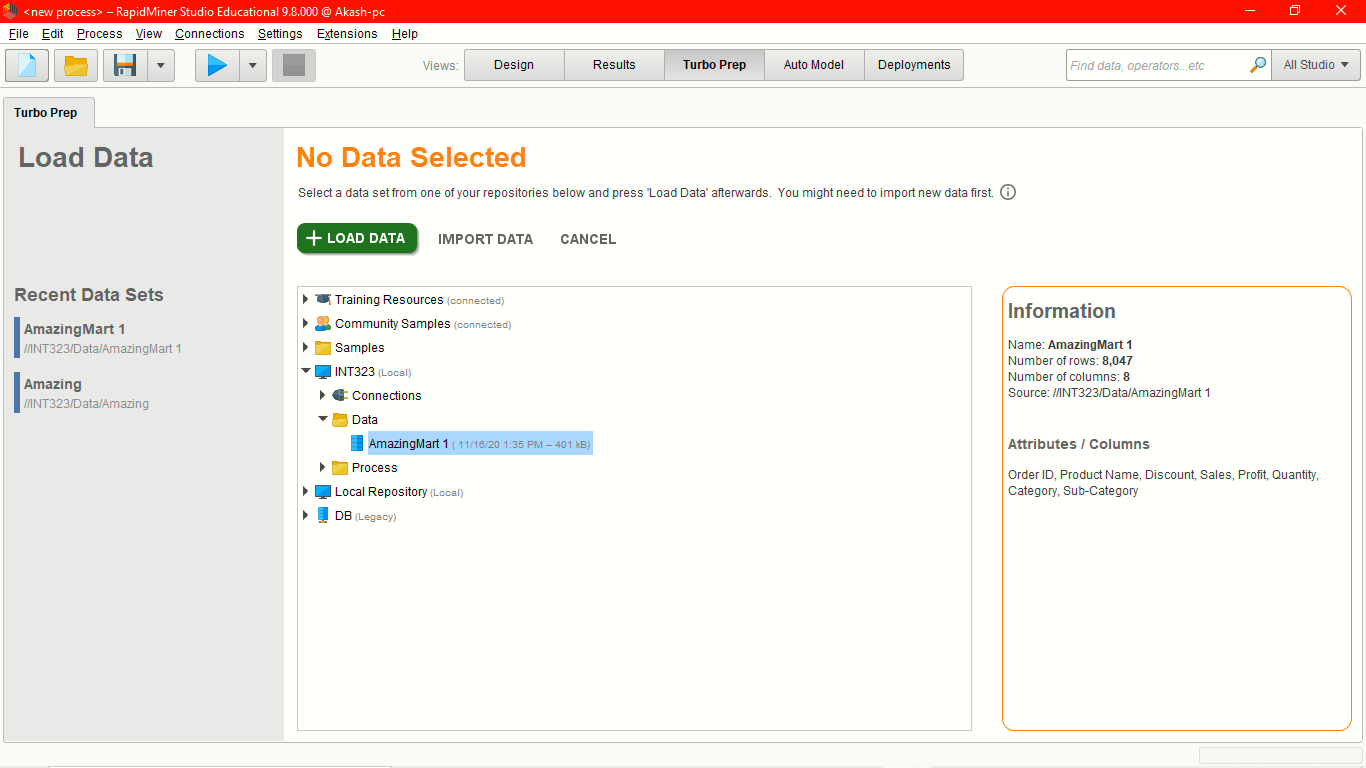 <new process> – RapidMiner Studio Educational 9.8.000 @ Akash-pc
File Edit Process View Connections Settings Extensions Help
Views: Design Results Turbo Prep Auto Model Deployments Find data, operators...etc All Studio
Turbo Prep
Load Data
No Data Selected
Select a data set from one of your repositories below and press 'Load Data' afterwards. You might need to import new data first.
LOAD DATA IMPORT DATA CANCEL
Recent Data Sets
AmazingMart 1
//INT323/Data/AmazingMart 1
Amazing
//INT323/Data/Amazing
Training Resources (connected)
Community Samples (connected)
Samples
INT323 (Local)
Connections
Data
AmazingMart 1 ( 11/16/20 1:35 PM – 401 kB)
Process
Local Repository (Local)
DB (Legacy)
Information
Name: AmazingMart 1
Number of rows: 8,047
Number of columns: 8
Source: //INT323/Data/AmazingMart 1
Attributes / Columns
Order ID, Product Name, Discount, Sales, Profit, Quantity,
Category, Sub-Category